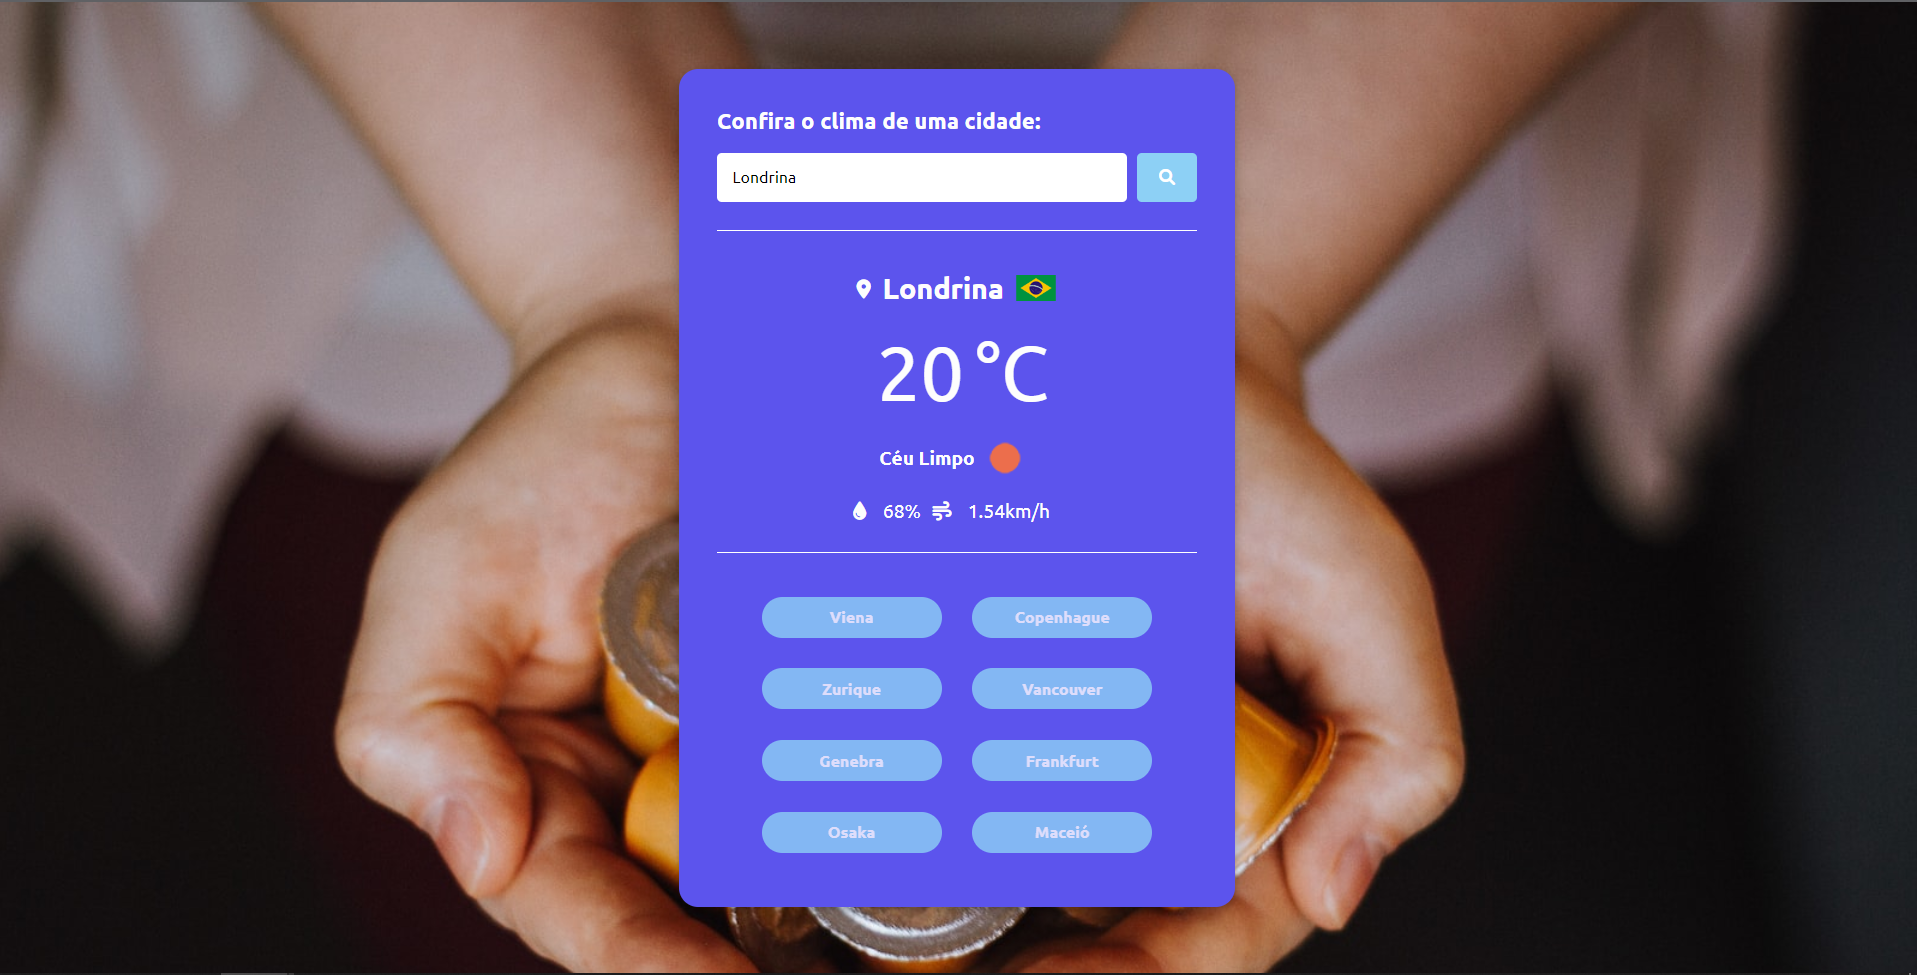 Confira o clima de uma cidade:
Londrina
Londrina
20°C
Céu Limpo
68% 1.54km/h
Viena Copenhague
Zurique Vancouver
Genebra Frankfurt
Osaka Maceió